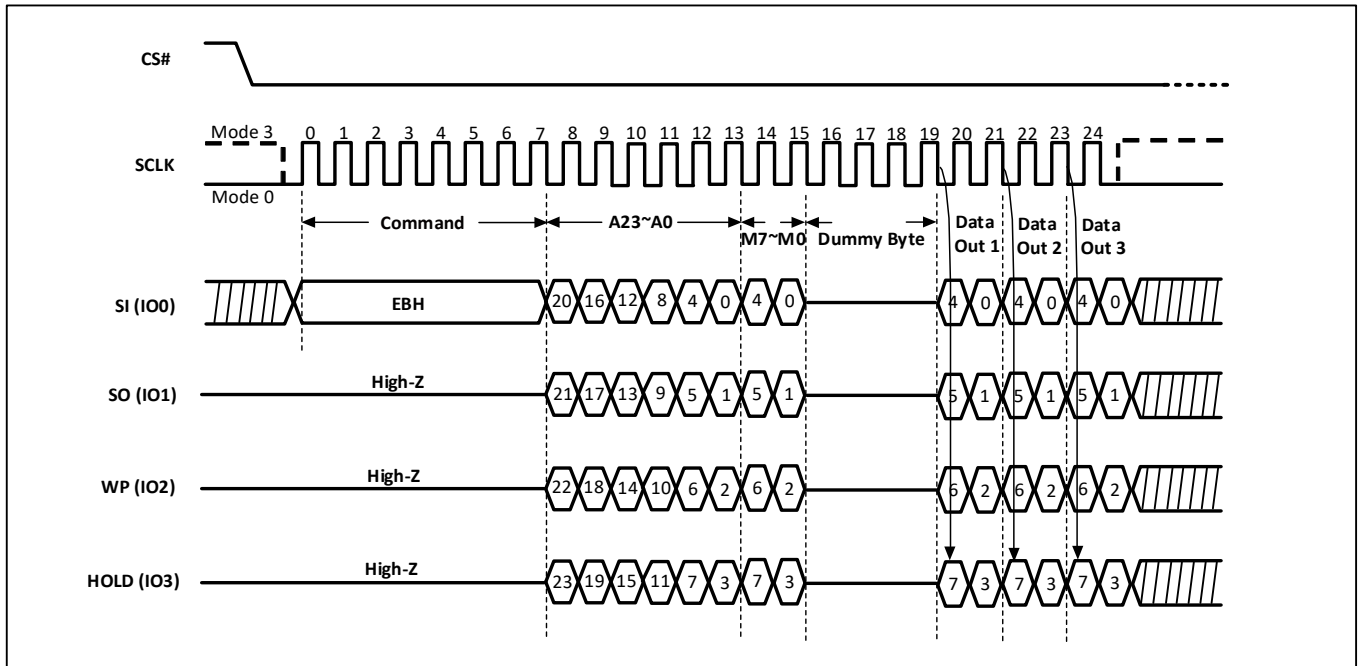 CS#
Mode 3 0 1 2 3 4 5 6 7 8 9 10 11 12 13 14 15 16 17 18 19 20 21 22 23 24
SCLK
Mode 0
Command A23~A0 M7~M0 Dummy Byte Data Out 1 Data Out 2 Data Out 3
SI (IO0) EBH 20 16 12 8 4 0 4 0 4 0 4 0 4 0
High-Z
SO (IO1) 21 17 13 9 5 1 5 1 5 1 5 1 5 1
High-Z
WP (IO2) 22 18 14 10 6 2 6 2 6 2 6 2 6 2
High-Z
HOLD (IO3) 23 19 15 11 7 3 7 3 7 3 7 3 7 3